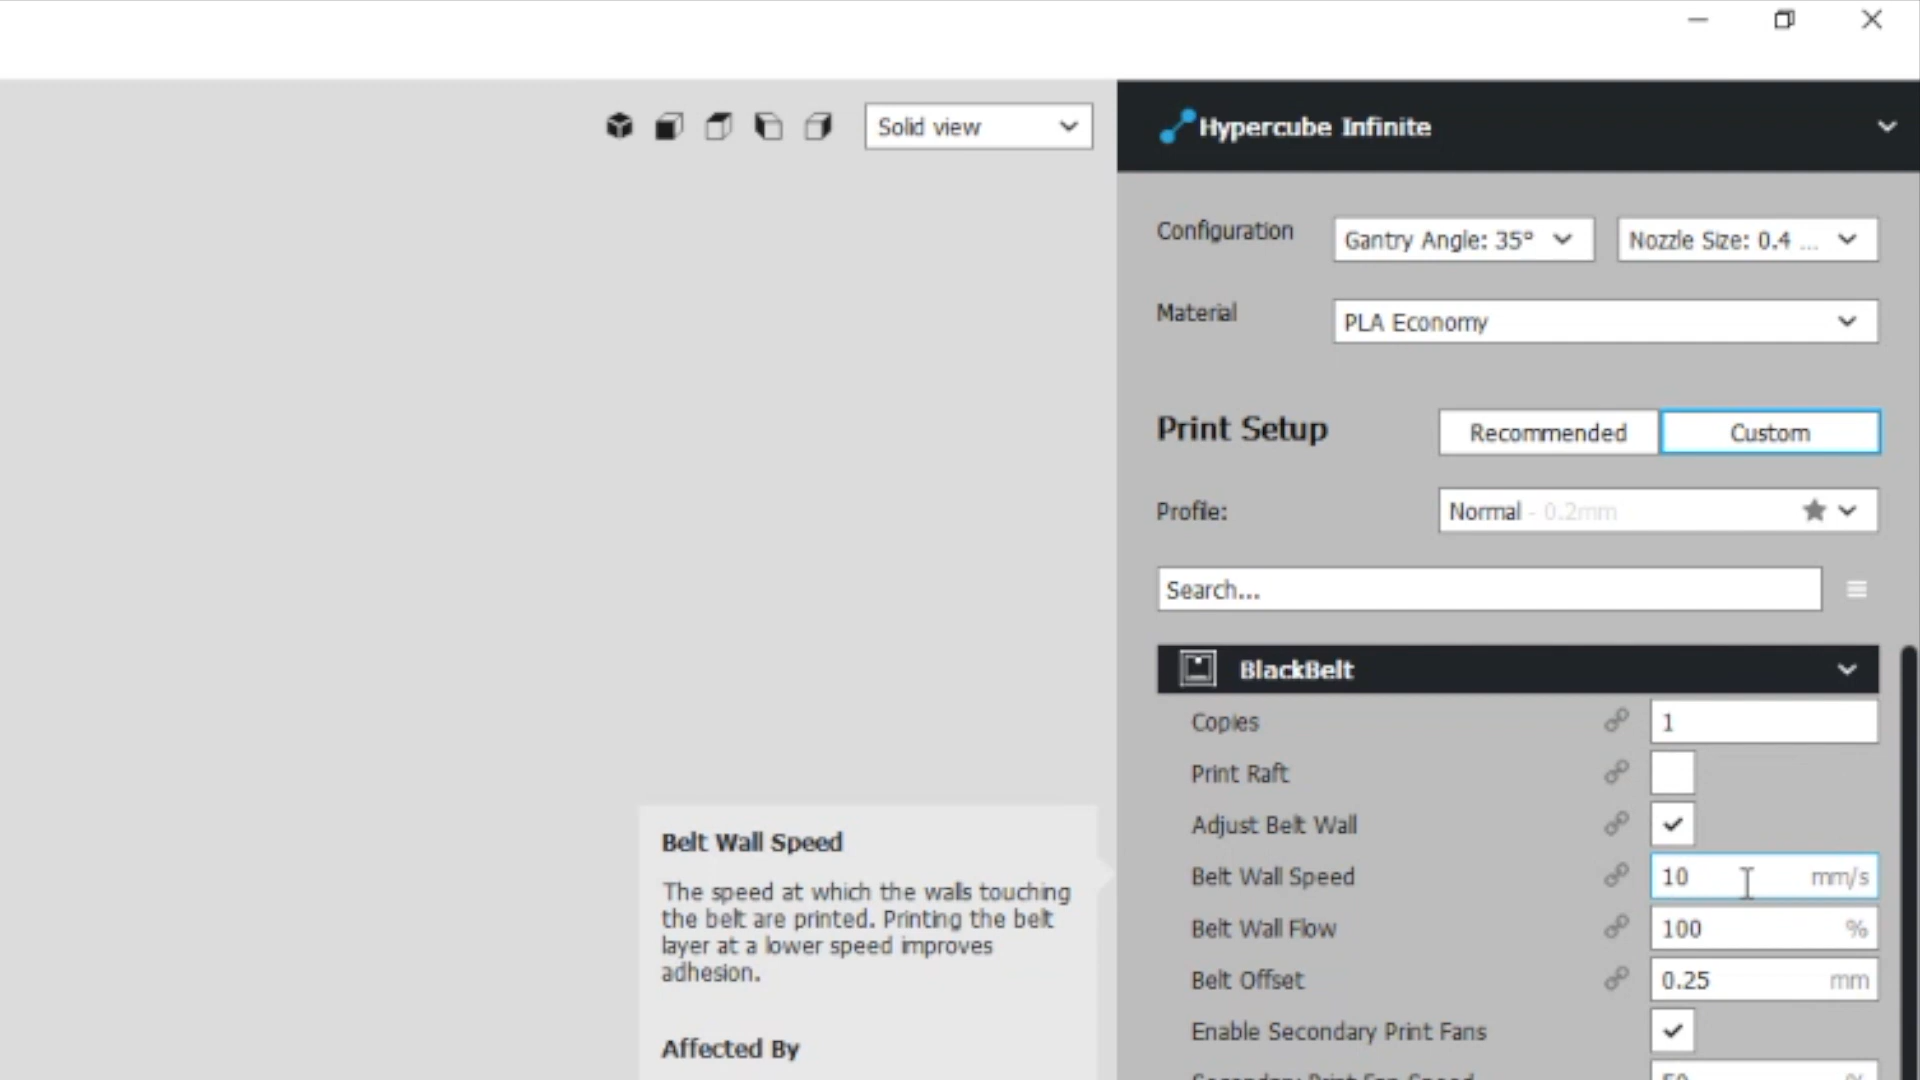 Solid view
Hypercube Infinite
Configuration
Gantry Angle: 35°
Nozzle Size: 0.4 ...
Material
PLA Economy
Print Setup
Recommended
Custom
Profile:
Normal - 0.2mm
Search...
BlackBelt
Copies
1
Print Raft
Adjust Belt Wall
Belt Wall Speed
10 mm/s
Belt Wall Flow
100 %
Belt Offset
0.25 mm
Enable Secondary Print Fans
Belt Wall Speed
The speed at which the walls touching
the belt are printed. Printing the belt
layer at a lower speed improves
adhesion.
Affected By